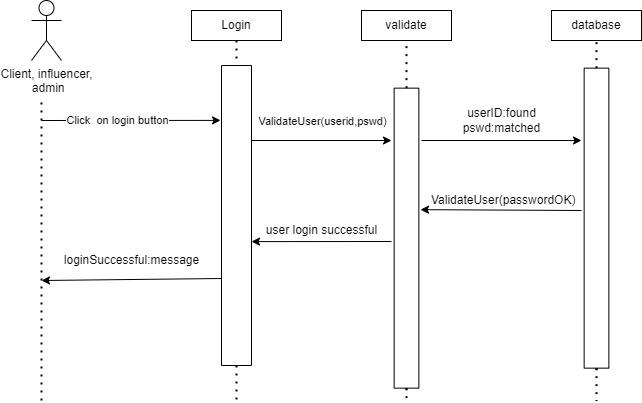 Login
validate
database
Client, influencer,
admin
Click on login button
ValidateUser(userid,pswd)
userID:found
pswd:matched
ValidateUser(passwordOK)
user login successful
loginSuccessful:message